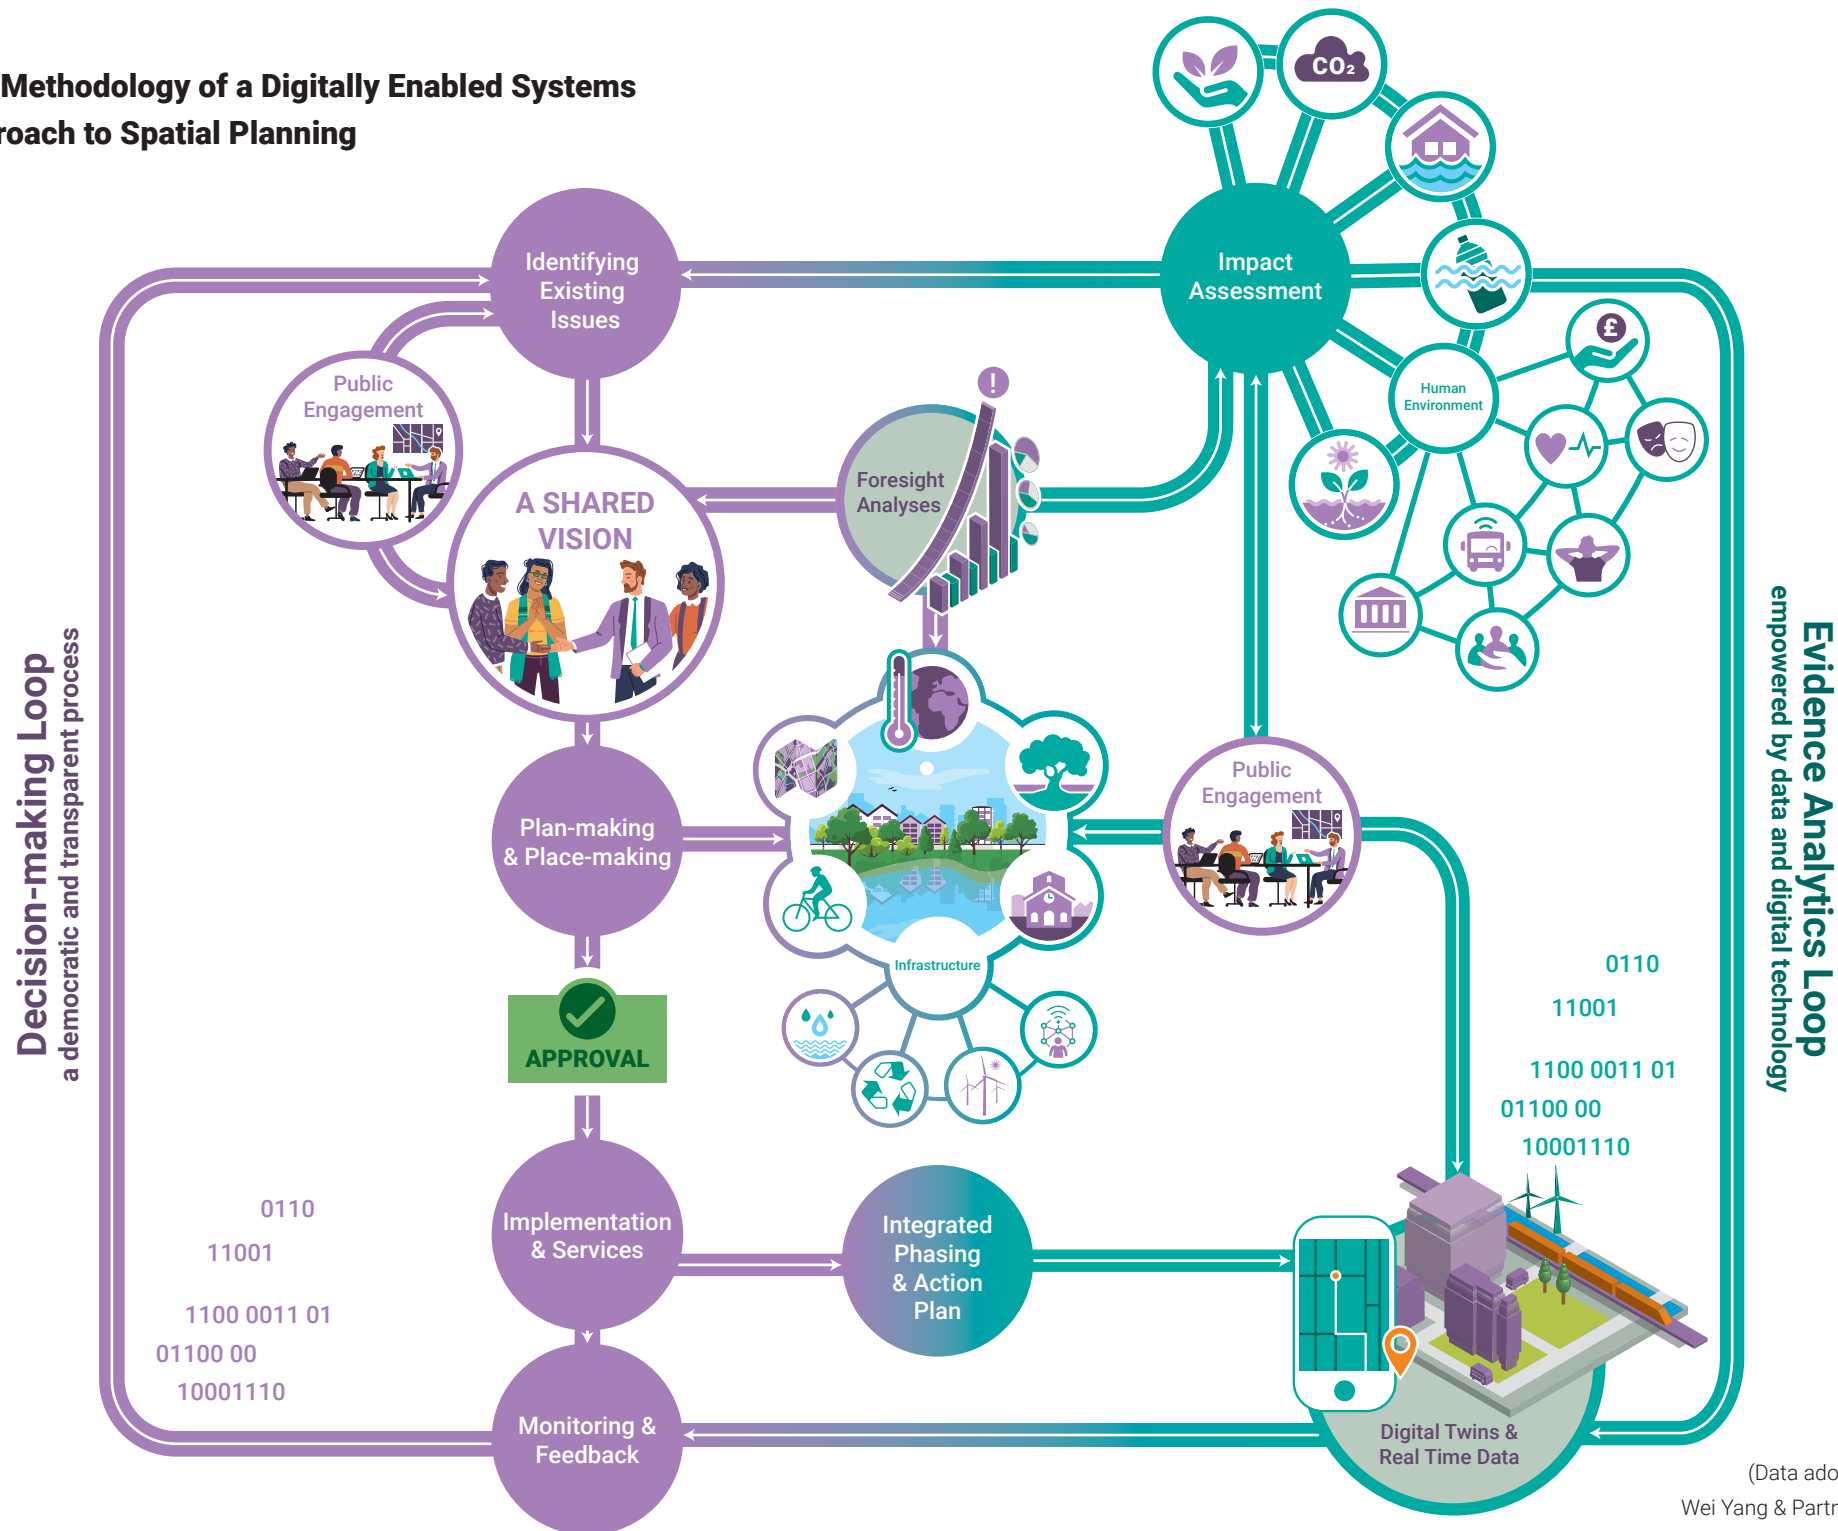 Methodology of a Digitally Enabled Systems
roach to Spatial Planning
CO₂
Identifying
Existing
Issues
Impact
Assessment
£
Public
Engagement
Human
Environment
!
Foresight
Analyses
A SHARED
VISION
Decision-making Loop
a democratic and transparent process
Evidence Analytics Loop
empowered by data and digital technology
Plan-making
& Place-making
Public
Engagement
Infrastructure
APPROVAL
0110
11001
1100 0011 01
01100 00
10001110
0110
11001
1100 0011 01
01100 00
10001110
Implementation
& Services
Integrated
Phasing
& Action
Plan
Monitoring &
Feedback
Digital Twins &
Real Time Data
(Data ado
Wei Yang & Partr